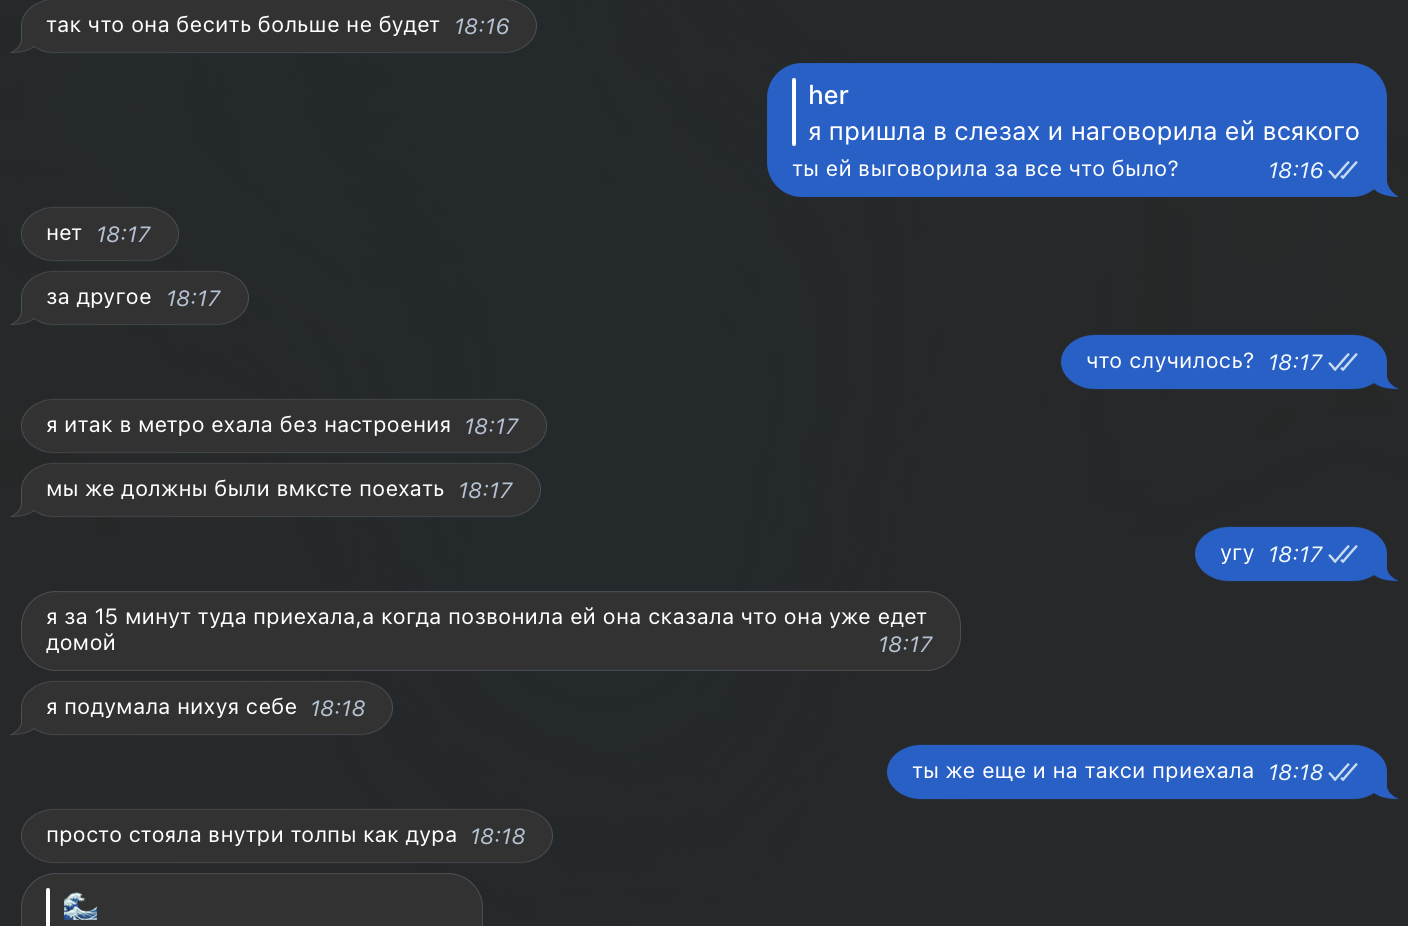 так что она бесить больше не будет 18:16
her
я пришла в слезах и наговорила ей всякого
ты ей выговорила за все что было? 18:16
нет 18:17
за другое 18:17
что случилось? 18:17
я итак в метро ехала без настроения 18:17
мы же должны были вмксте поехать 18:17
угу 18:17
я за 15 минут туда приехала,а когда позвонила ей она сказала что она уже едет
домой 18:17
я подумала нихуя себе 18:18
ты же еще и на такси приехала 18:18
просто стояла внутри толпы как дура 18:18
🌊